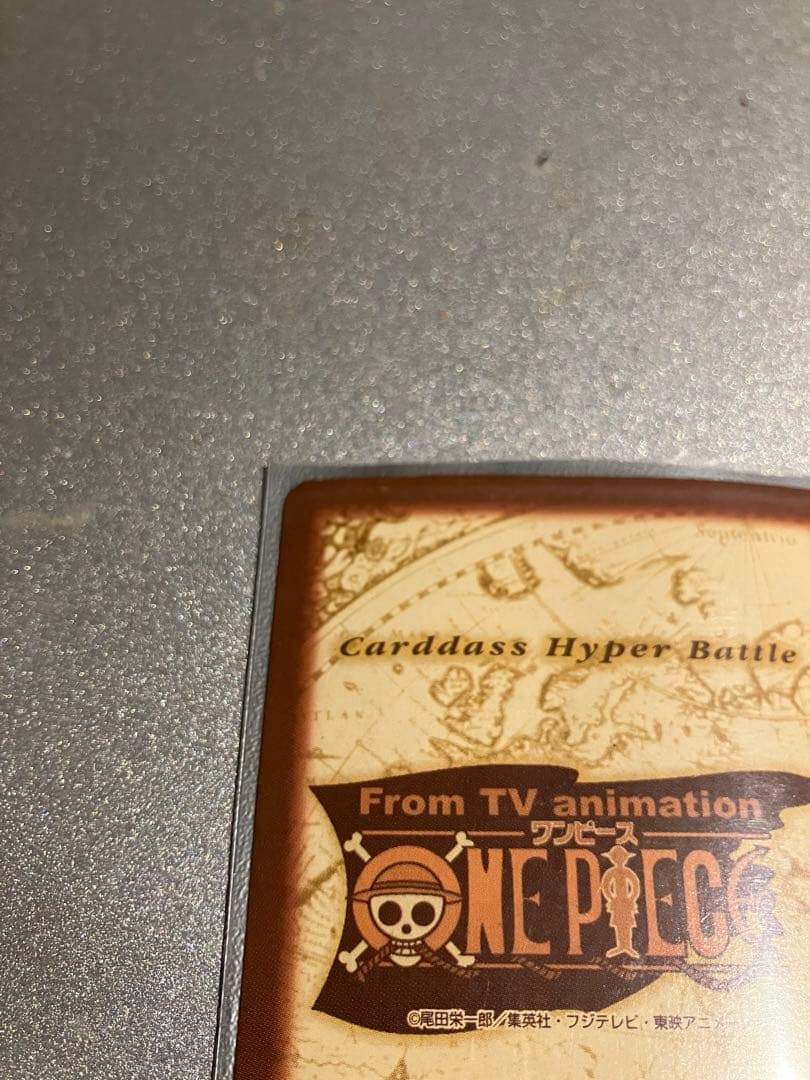 Carddass Hyper Battle
From TV animation
ワンピース
ONE PIECE
©尾田栄一郎／集英社・フジテレビ・東映アニメー